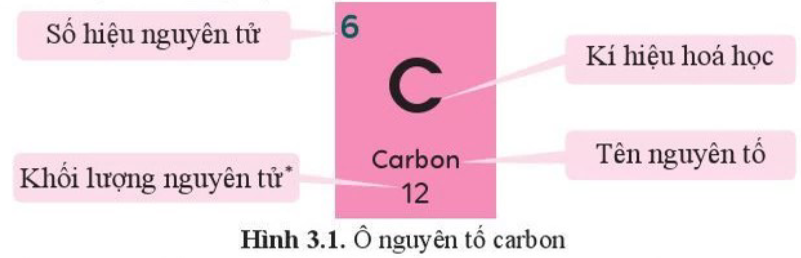 Số hiệu nguyên tử
6
C
Kí hiệu hoá học
Carbon
Tên nguyên tố
Khối lượng nguyên tử*
12
Hình 3.1. Ô nguyên tố carbon